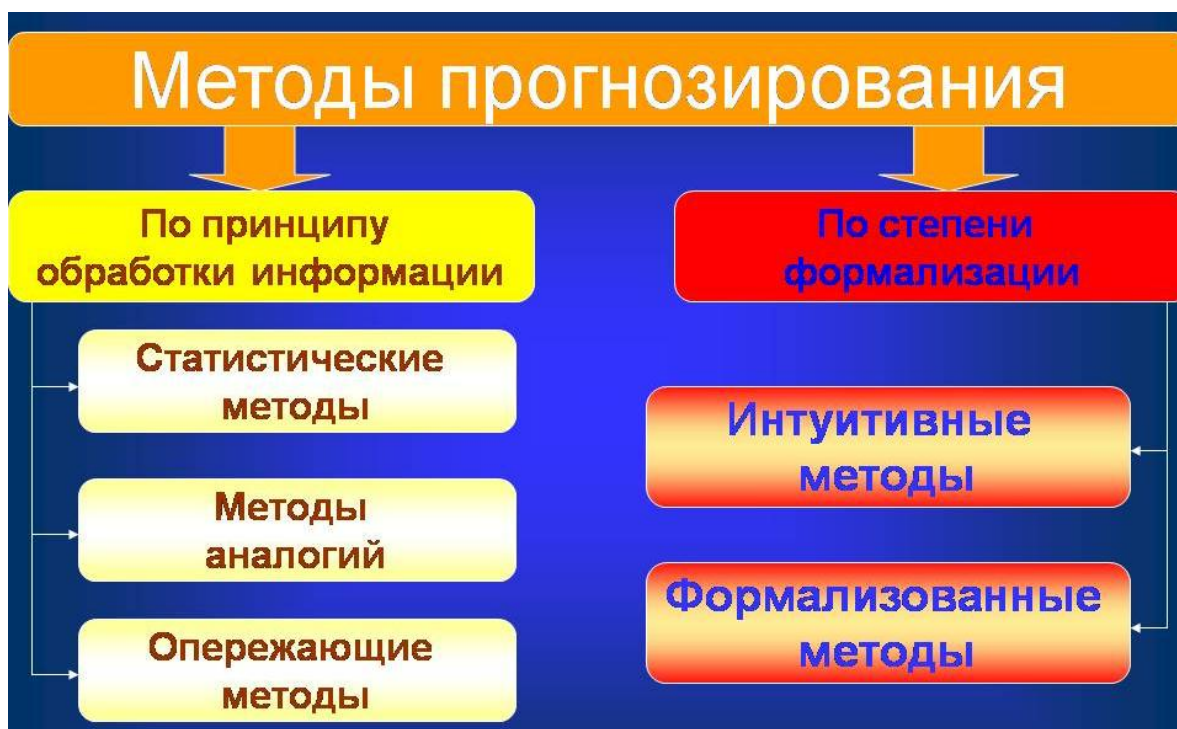 Методы прогнозирования
По принципу
обработки информации
Статистические
методы
Методы
аналогий
Опережающие
методы
По степени
формализации
Интуитивные
методы
Формализованные
методы